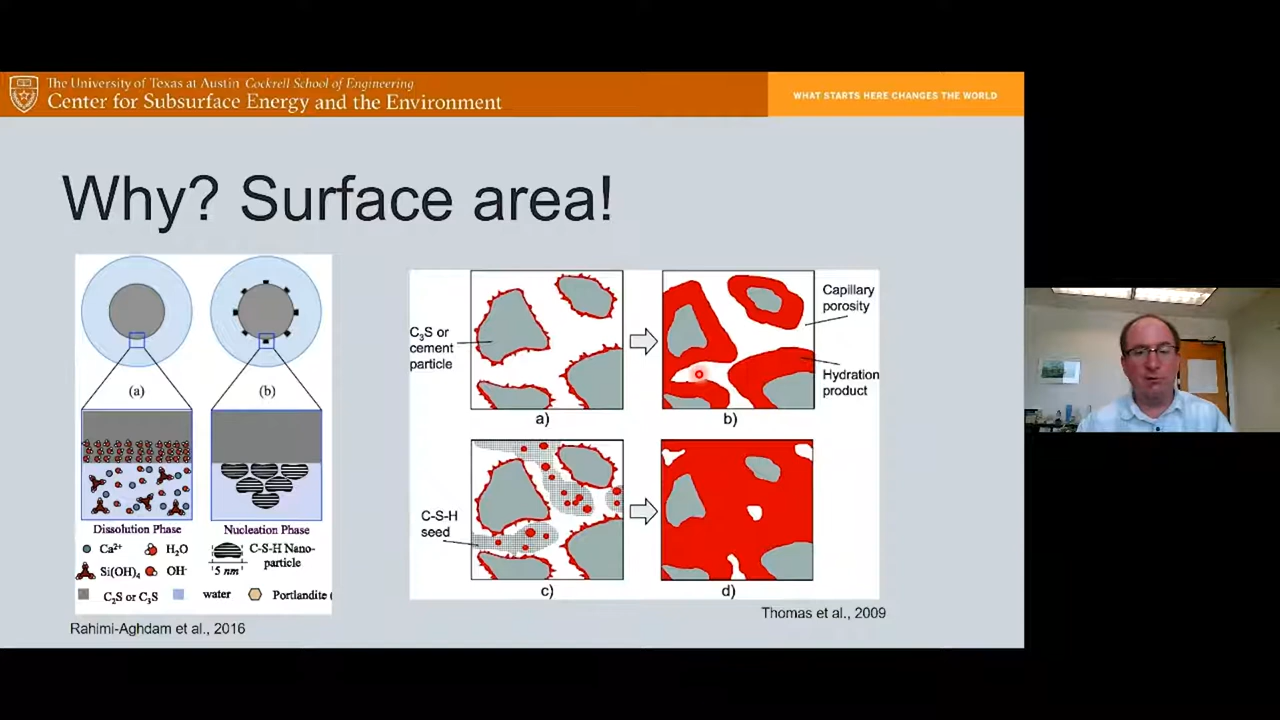 The University of Texas at Austin Cockrell School of Engineering
Center for Subsurface Energy and the Environment
WHAT STARTS HERE CHANGES THE WORLD
Why? Surface area!
(a)
(b)
Dissolution Phase
Nucleation Phase
Ca²⁺
H₂O
C-S-H Nano-
particle
Si(OH)₄
OH⁻
5 nm
C₂S or C₃S
water
Portlandite (
Rahimi-Aghdam et al., 2016
C₃S or
cement
particle
Capillary
porosity
Hydration
product
a)
b)
C-S-H
seed
c)
d)
Thomas et al., 2009